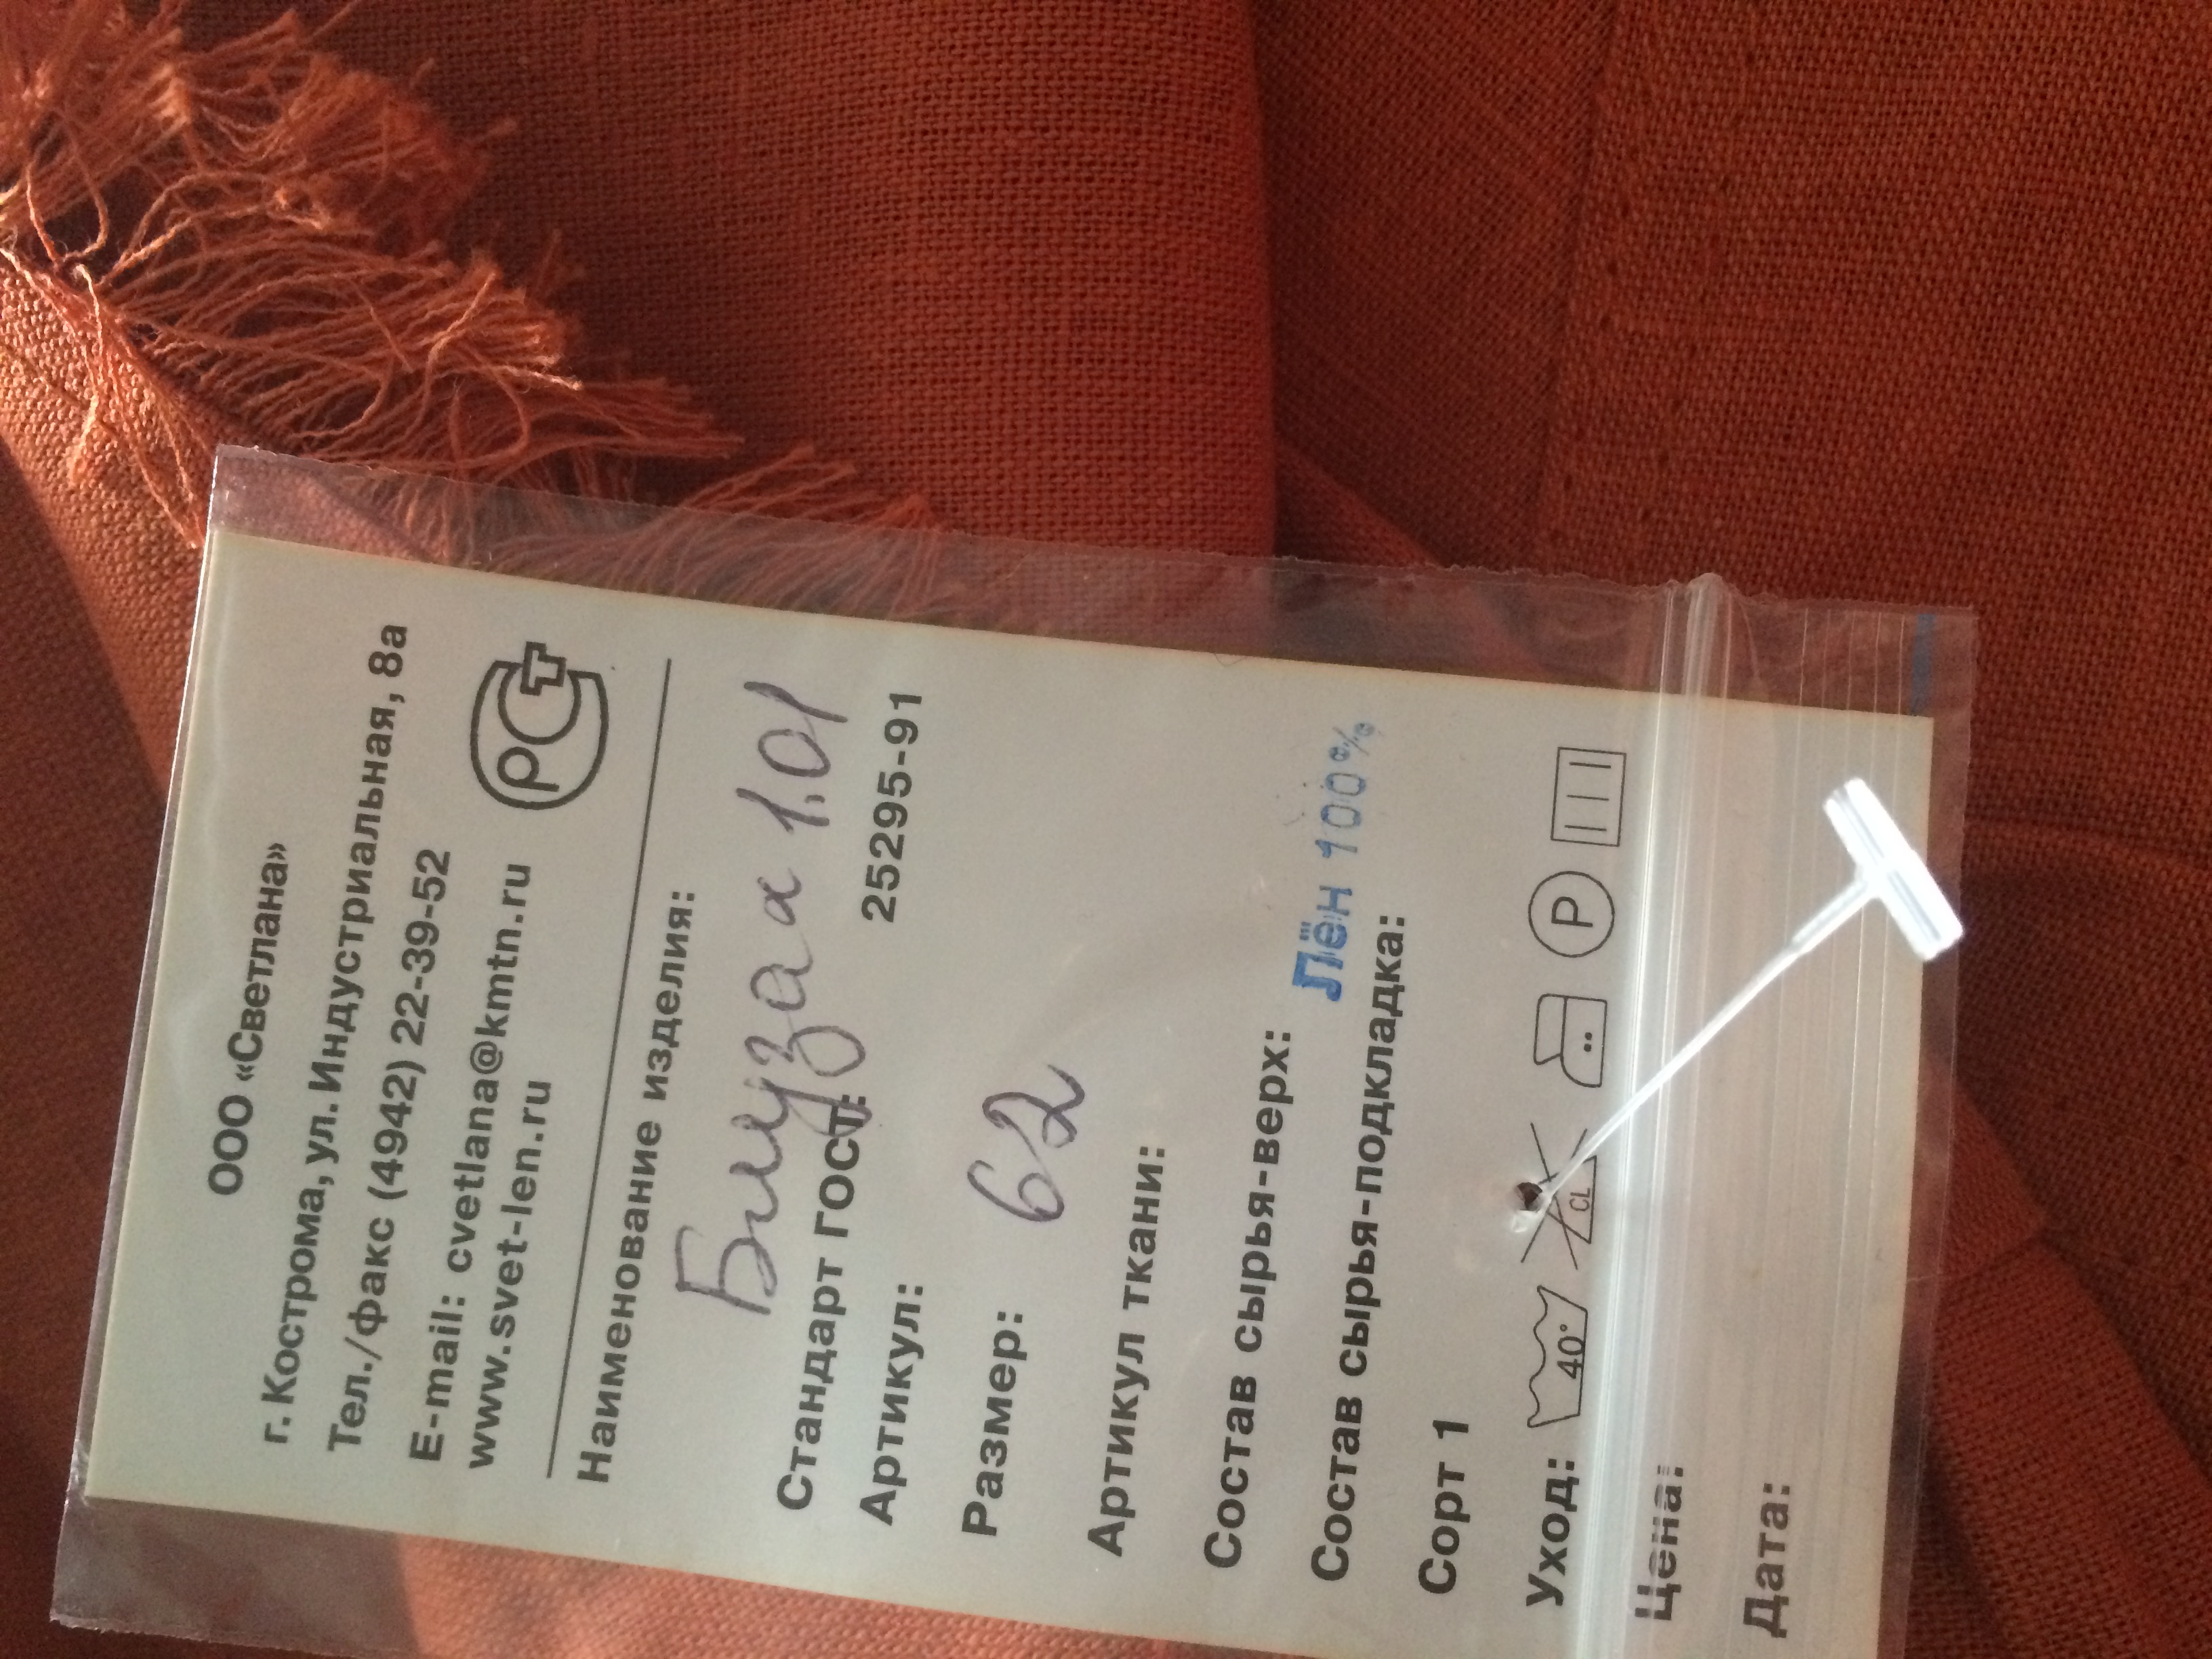 ООО «Светлана»
г. Кострома, ул. Индустриальная, 8а
Тел./факс (4942) 22-39-52
E-mail: cvetlana@kmtn.ru
www.svet-len.ru
РСТ
Наименование изделия:
Блуза 1.01
Стандарт ГОСТ: 25295-91
Артикул:
Размер: 62
Артикул ткани:
Состав сырья-верх: Лён 100%
Состав сырья-подкладка:
Сорт 1
Уход: 40° CL P
Цена:
Дата: